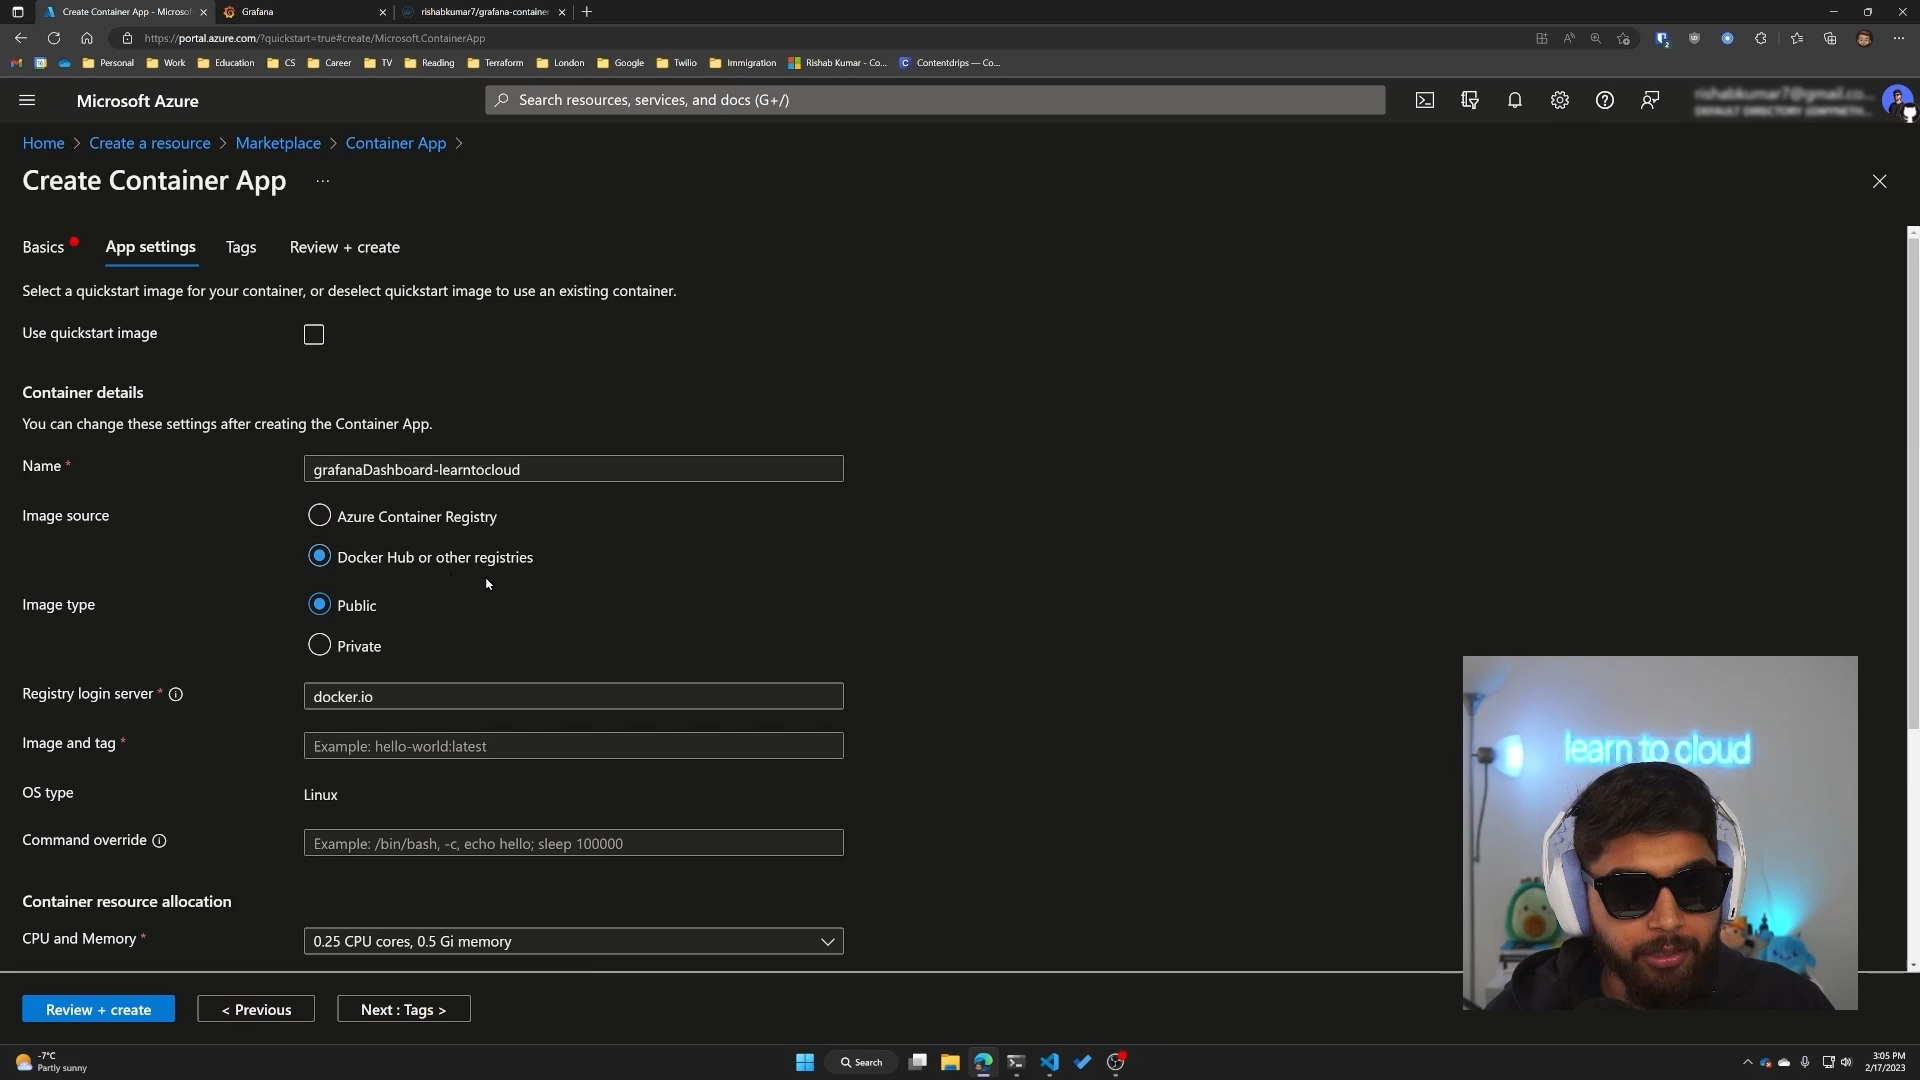 Create Container App - Microsof
Grafana
rishabkumar7/grafana-container
https://portal.azure.com/?quickstart=true#create/Microsoft.ContainerApp
Personal
Work
Education
CS
Career
TV
Reading
Terraform
London
Google
Twilio
Immigration
Rishab Kumar - Co...
Contentdrips — Co...
Microsoft Azure
Search resources, services, and docs (G+/)
Home > Create a resource > Marketplace > Container App >
Create Container App ...
Basics
App settings
Tags
Review + create
Select a quickstart image for your container, or deselect quickstart image to use an existing container.
Use quickstart image
Container details
You can change these settings after creating the Container App.
Name *
grafanaDashboard-learntocloud
Image source
Azure Container Registry
Docker Hub or other registries
Image type
Public
Private
Registry login server *
docker.io
Image and tag *
Example: hello-world:latest
OS type
Linux
Command override
Example: /bin/bash, -c, echo hello; sleep 100000
Container resource allocation
CPU and Memory *
0.25 CPU cores, 0.5 Gi memory
learn to cloud
Review + create
< Previous
Next : Tags >
-7°C
Partly sunny
Search
3:05 PM
2/17/2023